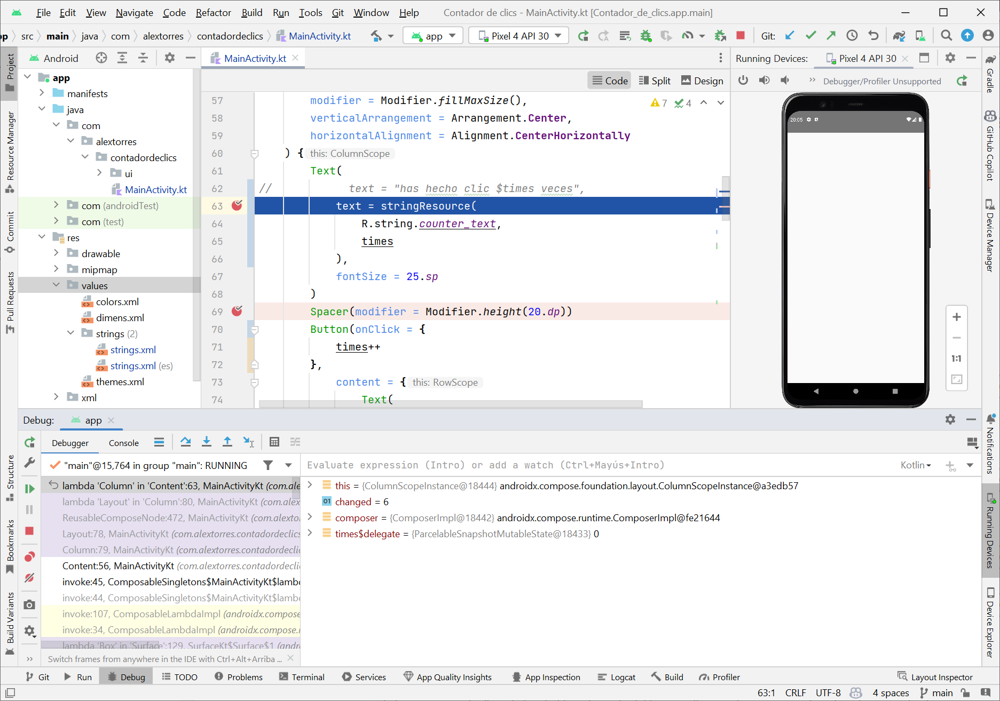 File Edit View Navigate Code Refactor Build Run Tools Git Window Help Contador de clics - MainActivity.kt [Contador_de_clics.app.main]
pp src main java com alextorres contadordeclics MainActivity.kt app Pixel 4 API 30 Git:
Android MainActivity.kt Running Devices: Pixel 4 API 30
Code Split Design Debugger/Profiler Unsupported
Project
Resource Manager
Commit
Pull Requests
Structure
Bookmarks
Build Variants
app
manifests
java
com
alextorres
contadordeclics
ui
MainActivity.kt
com (androidTest)
com (test)
res
drawable
mipmap
values
colors.xml
dimens.xml
strings (2)
strings.xml
strings.xml (es)
themes.xml
xml
7 4
57 modifier = Modifier.fillMaxSize(),
58 verticalArrangement = Arrangement.Center,
59 horizontalAlignment = Alignment.CenterHorizontally
60 ) { this: ColumnScope
61 Text(
62 // text = "has hecho clic $times veces",
63 text = stringResource(
64 R.string.counter_text,
65 times
66 ),
67 fontSize = 25.sp
68 )
69 Spacer(modifier = Modifier.height(20.dp))
70 Button(onClick = {
71 times++
72 },
73 content = { this: RowScope
74 Text(
20:05
1:1
Gradle
GitHub Copilot
Device Manager
Notifications
Running Devices
Device Explorer
Debug: app
Debugger Console
"main"@15,764 in group "main": RUNNING
Evaluate expression (Intro) or add a watch (Ctrl+Mayús+Intro) Kotlin
lambda 'Column' in 'Content':63, MainActivityKt (com.ale
lambda 'Layout' in 'Column':80, MainActivityKt (com.alext
ReusableComposeNode:472, MainActivityKt (com.alexto
Layout:78, MainActivityKt (com.alextorres.contadordeclics
Column:79, MainActivityKt (com.alextorres.contadordecli
Content:56, MainActivityKt (com.alextorres.contadordecli
invoke:45, ComposableSingletons$MainActivityKt$lamb
invoke:44, ComposableSingletons$MainActivityKt$lamb
invoke:107, ComposableLambdaImpl (androidx.compose
invoke:34, ComposableLambdaImpl (androidx.compose.
lambda 'Box' in 'Surface':129, SurfaceKt$Surface$1 (andr
Switch frames from anywhere in the IDE with Ctrl+Alt+Arriba ...
this = {ColumnScopeInstance@18444} androidx.compose.foundation.layout.ColumnScopeInstance@a3edb57
01 changed = 6
composer = {ComposerImpl@18442} androidx.compose.runtime.ComposerImpl@fe21644
times$delegate = {ParcelableSnapshotMutableState@18433} 0
Git Run Debug TODO Problems Terminal Services App Quality Insights App Inspection Logcat Build Profiler Layout Inspector
63:1 CRLF UTF-8 4 spaces main